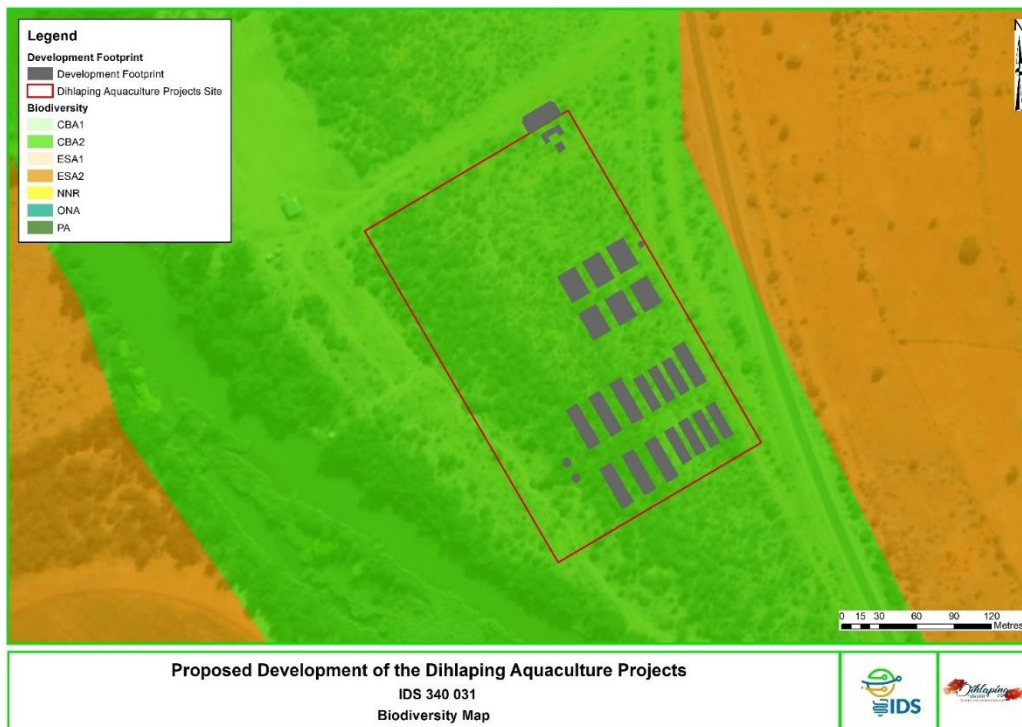 Legend
Development Footprint
Development Footprint
Dihlaping Aquaculture Projects Site
Biodiversity
CBA1
CBA2
ESA1
ESA2
NNR
ONA
PA
N
0 15 30 60 90 120
Metres
Proposed Development of the Dihlaping Aquaculture Projects
IDS 340 031
Biodiversity Map
IDS
Dihlaping